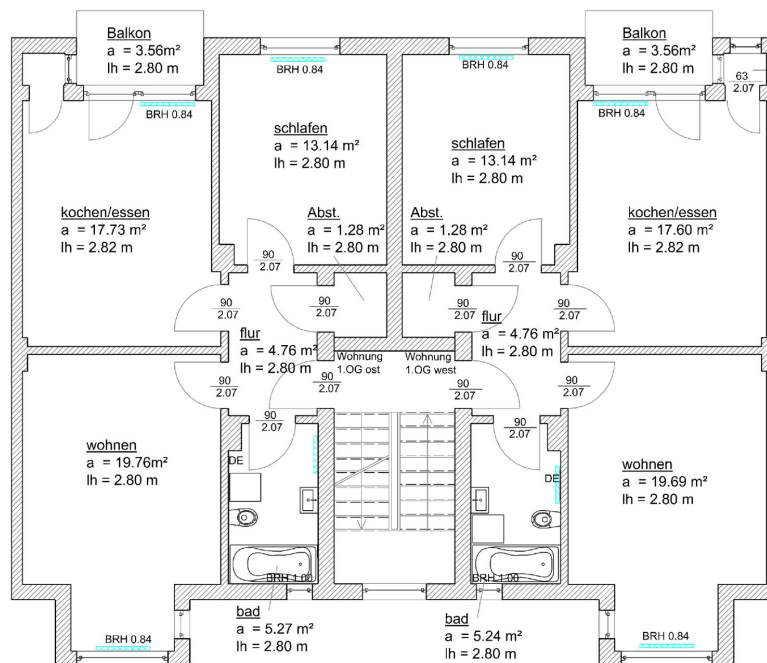 Balkon
a = 3.56m²
lh = 2.80 m
Balkon
a = 3.56m²
lh = 2.80 m
BRH 0.84
BRH 0.84
63
2.07
BRH 0.84
BRH 0.84
schlafen
a = 13.14 m²
lh = 2.80 m
schlafen
a = 13.14 m²
lh = 2.80 m
kochen/essen
a = 17.73 m²
lh = 2.82 m
Abst.
a = 1.28 m²
lh = 2.80 m
Abst.
a = 1.28 m²
lh = 2.80 m
kochen/essen
a = 17.60 m²
lh = 2.82 m
90
2.07
90
2.07
90
2.07
90
2.07
90
2.07
90
2.07
flur
a = 4.76 m²
lh = 2.80 m
flur
a = 4.76 m²
lh = 2.80 m
Wohnung
1.OG ost
Wohnung
1.OG west
90
2.07
90
2.07
90
2.07
90
2.07
90
2.07
90
2.07
wohnen
a = 19.76m²
lh = 2.80 m
DE
DE
wohnen
a = 19.69 m²
lh = 2.80 m
BRH 1.00
BRH 1.00
bad
a = 5.27 m²
lh = 2.80 m
bad
a = 5.24 m²
lh = 2.80 m
BRH 0.84
BRH 0.84